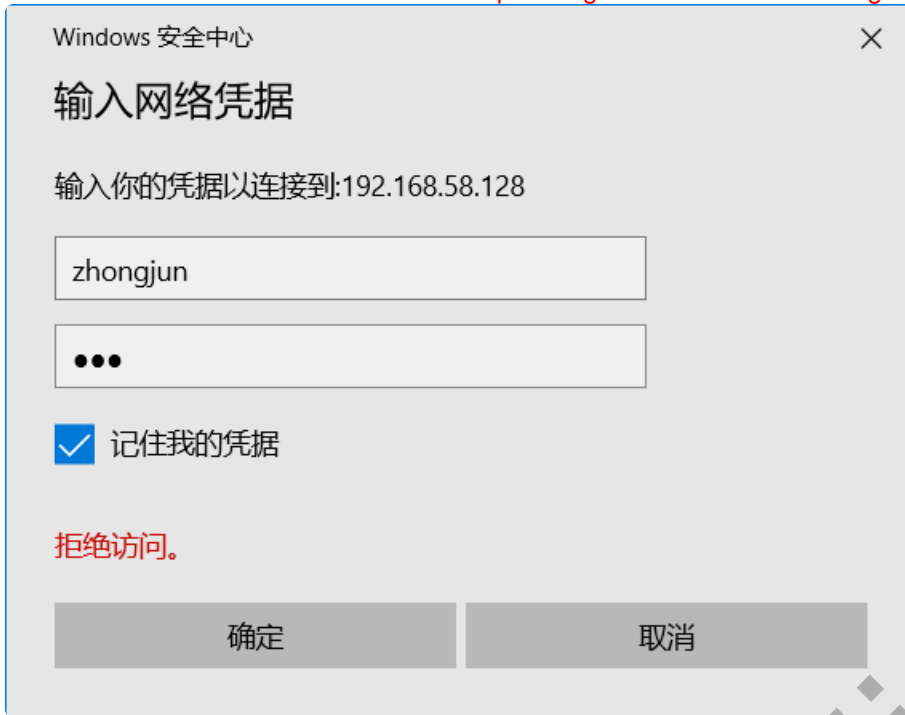 Windows 安全中心
输入网络凭据
输入你的凭据以连接到:192.168.58.128
zhongjun
●●●
记住我的凭据
拒绝访问。
确定
取消